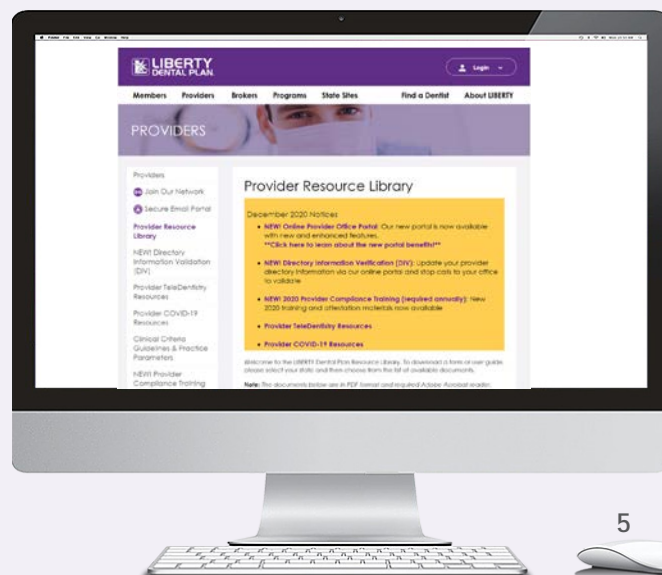 LIBERTY
DENTAL PLAN.
Login
Members Providers Brokers Programs State Sites Find a Dentist About LIBERTY
PROVIDERS
Providers
Join Our Network
Secure Email Portal
Provider Resource
Library
NEW! Directory
Information Validation
(DIV)
Provider TeleDentistry
Resources
Provider COVID-19
Resources
Clinical Criteria
Guidelines & Practice
Parameters
NEW! Provider
Compliance Training
Provider Resource Library
December 2020 Notices
• NEW! Online Provider Office Portal: Our new portal is now available
with new and enhanced features.
**Click here to learn about the new portal benefits!**
• NEW! Directory Information Verification (DIV): Update your provider
directory information via our online portal and stop calls to your office
to validate
• NEW! 2020 Provider Compliance Training (required annually): New
2020 training and attestation materials now available
• Provider TeleDentistry Resources
• Provider COVID-19 Resources
Welcome to the LIBERTY Dental Plan Resource Library. To download a form or user guide
please select your state and then choose from the list of available documents.
Note: The documents below are in PDF format and required Adobe Acrobat reader.
5